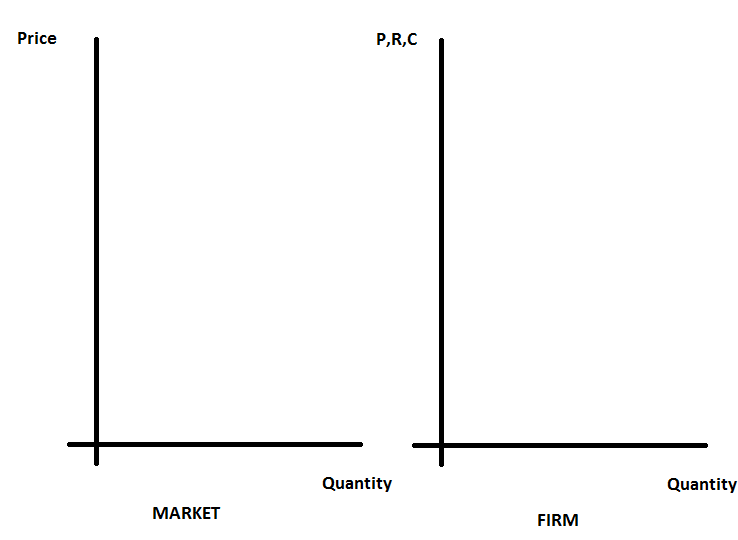 Price
P,R,C
Quantity
Quantity
MARKET
FIRM